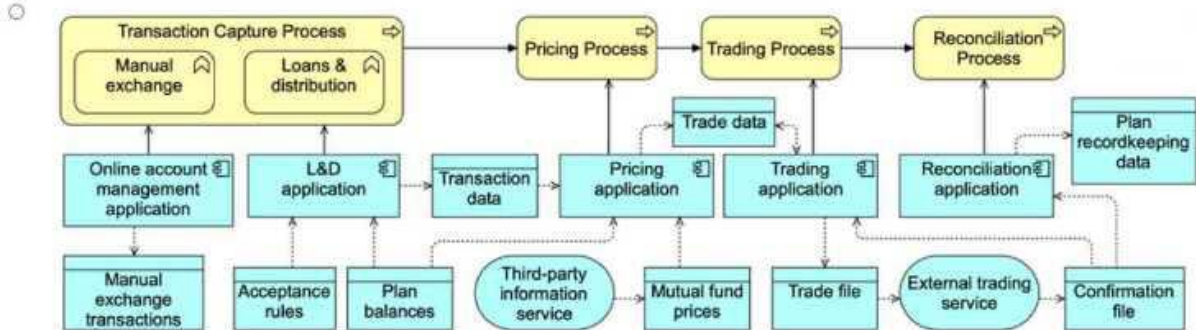 Transaction Capture Process
Manual
exchange
Loans &
distribution
Pricing Process
Trading Process
Reconciliation
Process
Trade data
Plan
recordkeeping
data
Online account
management
application
L&D
application
Transaction
data
Pricing
application
Trading
application
Reconciliation
application
Manual
exchange
transactions
Acceptance
rules
Plan
balances
Third-party
information
service
Mutual fund
prices
Trade file
External trading
service
Confirmation
file